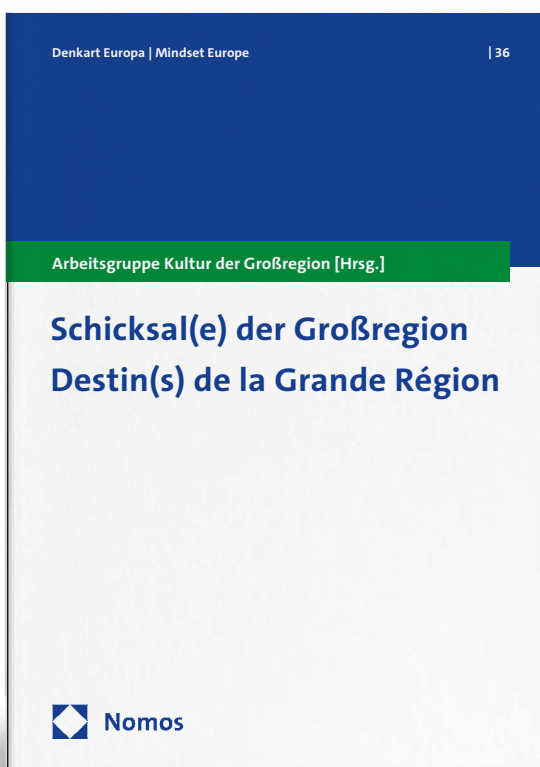 Denkart Europa | Mindset Europe | 36
Arbeitsgruppe Kultur der Großregion [Hrsg.]
Schicksal(e) der Großregion
Destin(s) de la Grande Région
Nomos